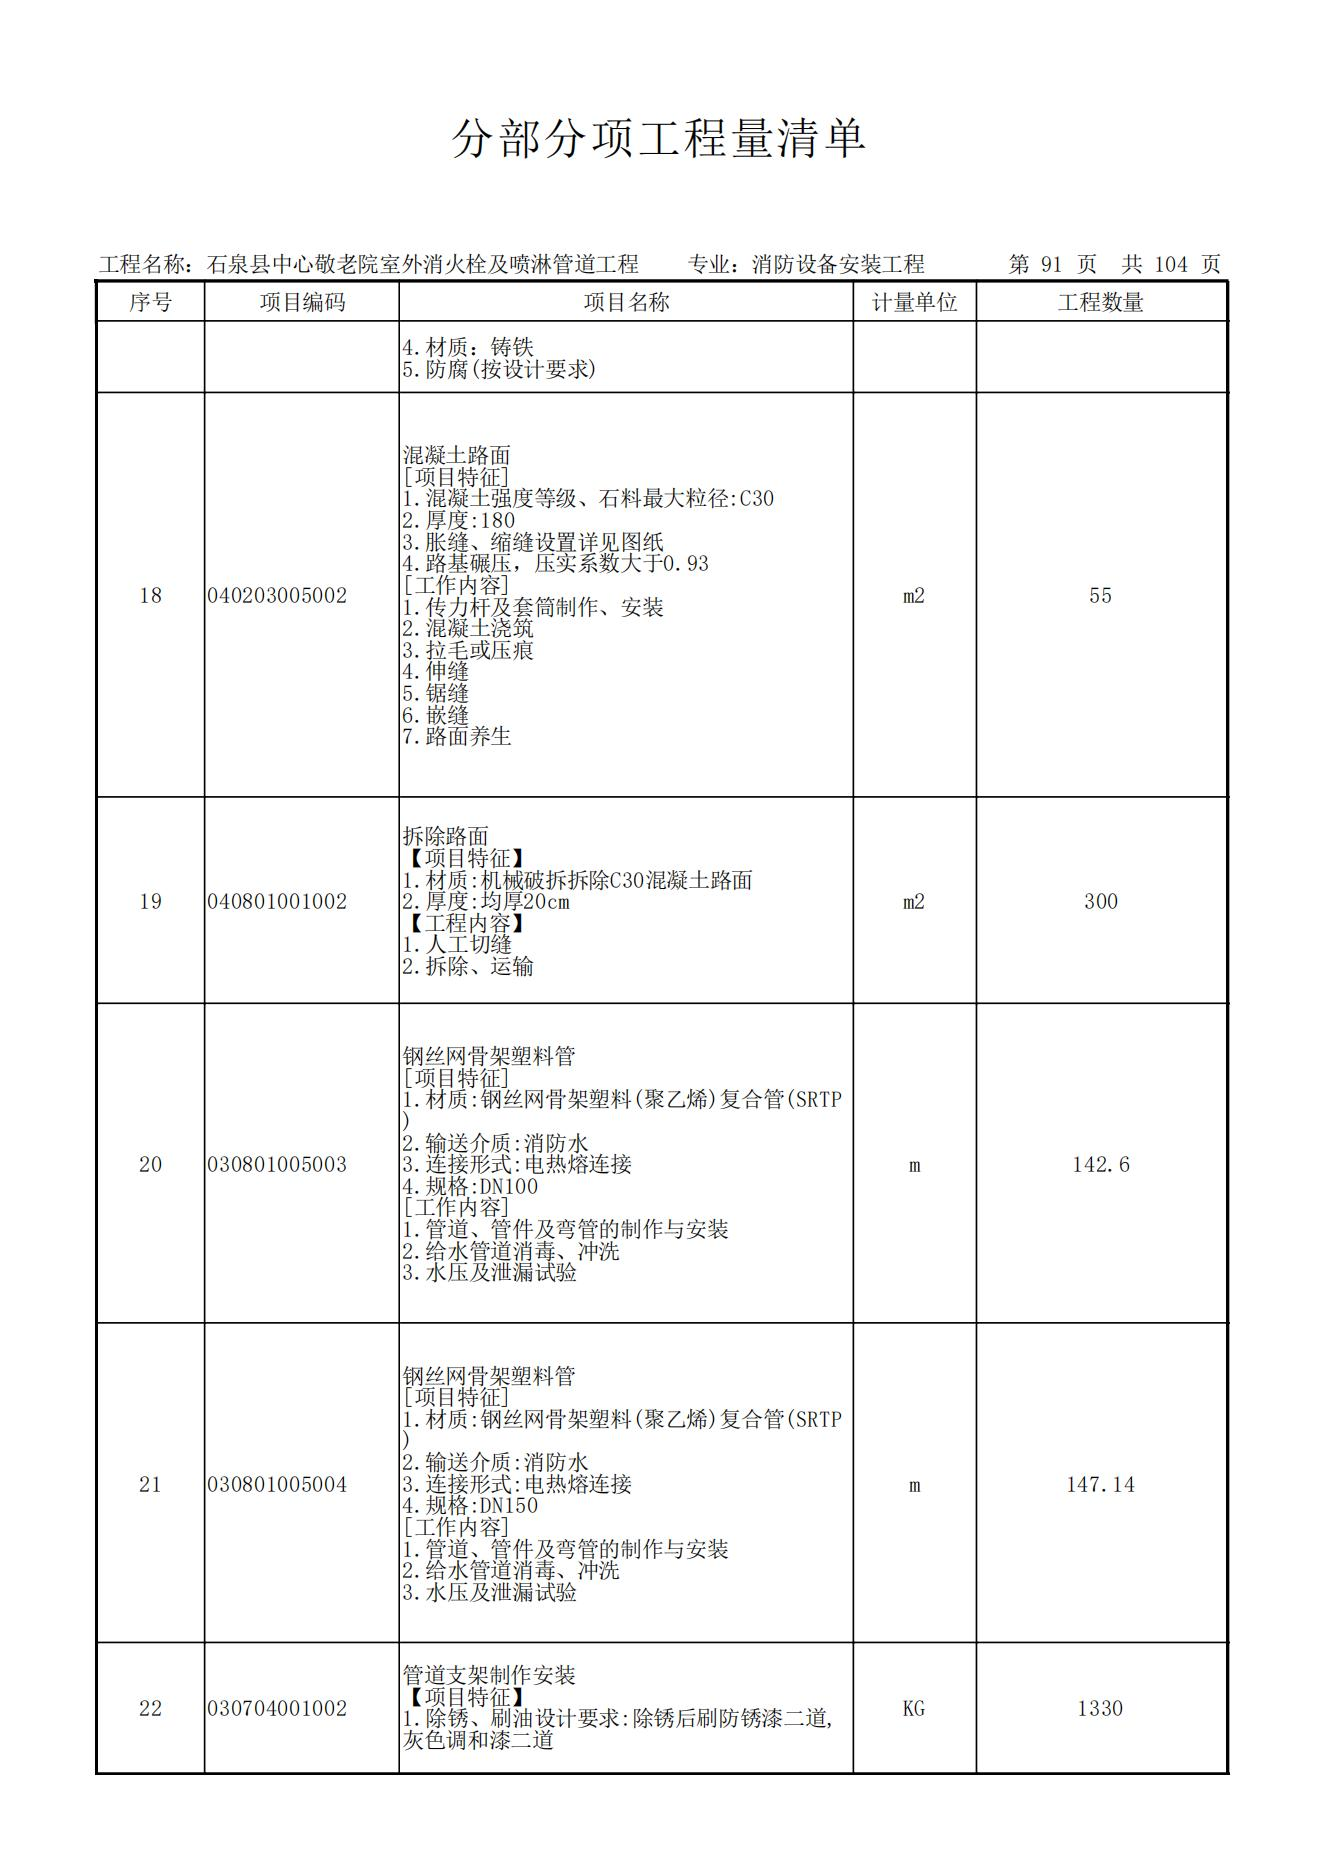 分部分项工程量清单
工程名称：石泉县中心敬老院室外消火栓及喷淋管道工程 专业：消防设备安装工程 第 91 页 共 104 页
序号 项目编码 项目名称 计量单位 工程数量
4.材质：铸铁
5.防腐(按设计要求)
混凝土路面
[项目特征]
1.混凝土强度等级、石料最大粒径:C30
2.厚度:180
3.胀缝、缩缝设置详见图纸
4.路基碾压，压实系数大于0.93
[工作内容]
18 040203005002 m2 55
1.传力杆及套筒制作、安装
2.混凝土浇筑
3.拉毛或压痕
4.伸缝
5.锯缝
6.嵌缝
7.路面养生
拆除路面
【项目特征】
1.材质:机械破拆拆除C30混凝土路面
19 040801001002 2.厚度:均厚20cm m2 300
【工程内容】
1.人工切缝
2.拆除、运输
钢丝网骨架塑料管
[项目特征]
1.材质:钢丝网骨架塑料(聚乙烯)复合管(SRTP
)
2.输送介质:消防水
20 030801005003 3.连接形式:电热熔连接 m 142.6
4.规格:DN100
[工作内容]
1.管道、管件及弯管的制作与安装
2.给水管道消毒、冲洗
3.水压及泄漏试验
钢丝网骨架塑料管
[项目特征]
1.材质:钢丝网骨架塑料(聚乙烯)复合管(SRTP
)
2.输送介质:消防水
21 030801005004 3.连接形式:电热熔连接 m 147.14
4.规格:DN150
[工作内容]
1.管道、管件及弯管的制作与安装
2.给水管道消毒、冲洗
3.水压及泄漏试验
管道支架制作安装
【项目特征】
22 030704001002 1.除锈、刷油设计要求:除锈后刷防锈漆二道, KG 1330
灰色调和漆二道